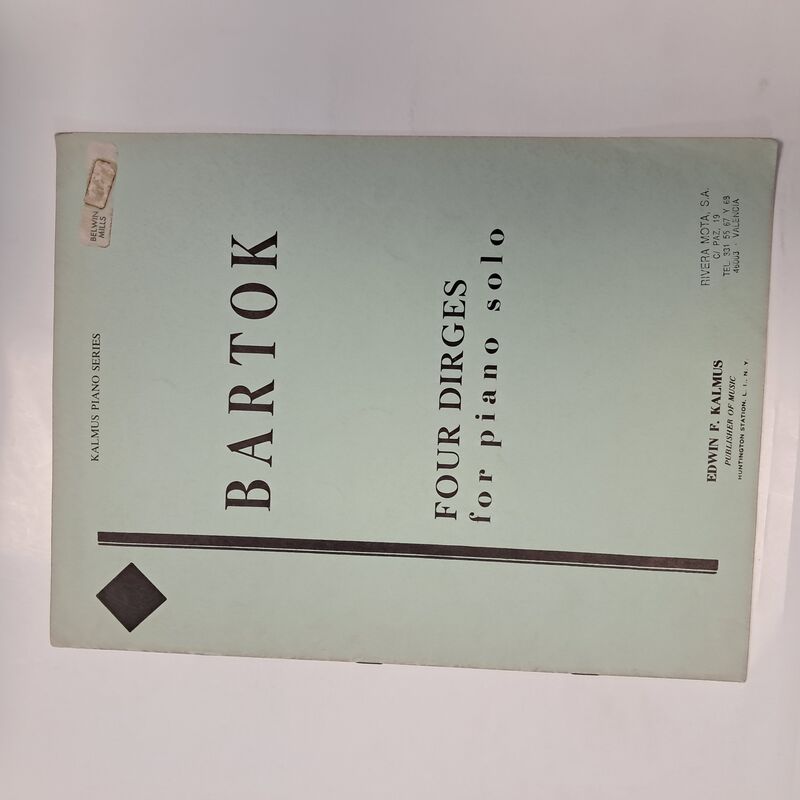 KALMUS PIANO SERIES
BELWIN
MILLS
BARTOK
FOUR DIRGES
for piano solo
EDWIN F. KALMUS
PUBLISHER OF MUSIC
HUNTINGTON STATION, L. I., N. Y.
RIVERA MOTA, S.A.
C/ PAZ, 19
TEL. 331 55 67 Y 68
46003 - VALENCIA